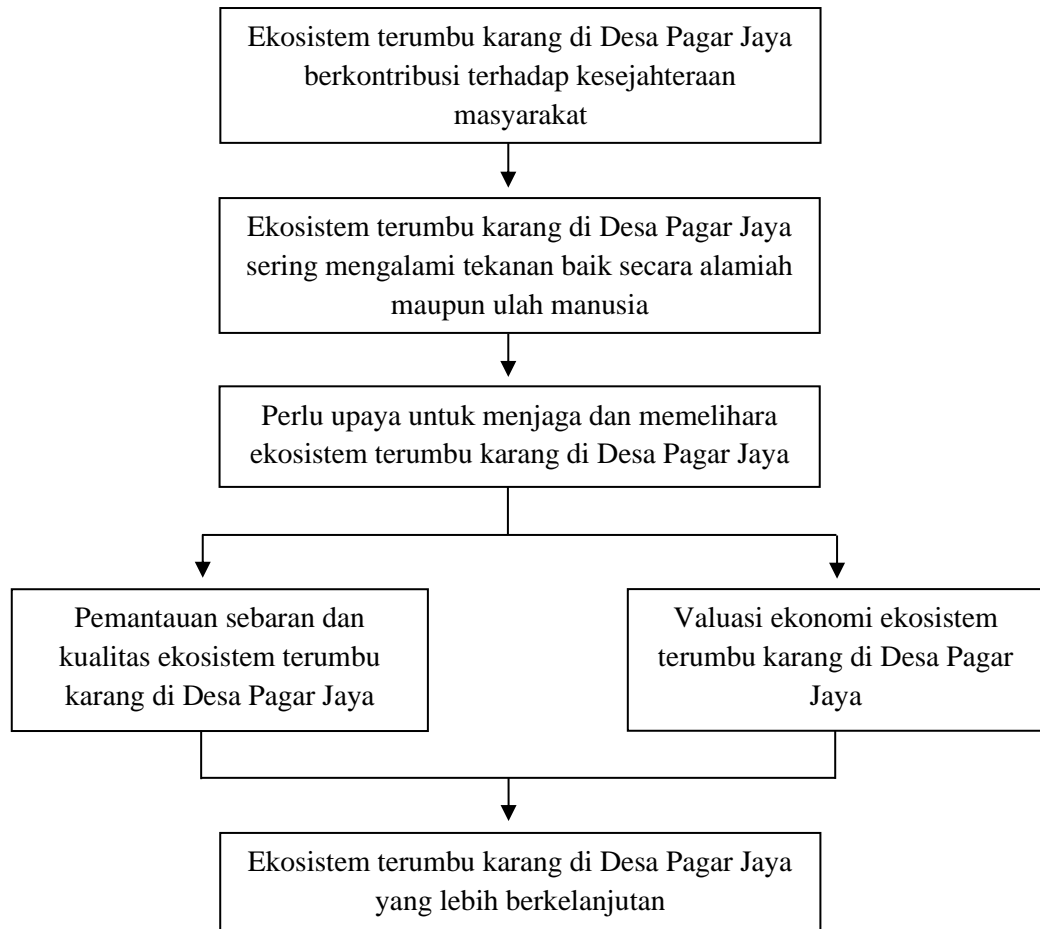 Ekosistem terumbu karang di Desa Pagar Jaya
berkontribusi terhadap kesejahteraan
masyarakat
Ekosistem terumbu karang di Desa Pagar Jaya
sering mengalami tekanan baik secara alamiah
maupun ulah manusia
Perlu upaya untuk menjaga dan memelihara
ekosistem terumbu karang di Desa Pagar Jaya
Pemantauan sebaran dan
kualitas ekosistem terumbu
karang di Desa Pagar Jaya
Valuasi ekonomi ekosistem
terumbu karang di Desa Pagar
Jaya
Ekosistem terumbu karang di Desa Pagar Jaya
yang lebih berkelanjutan